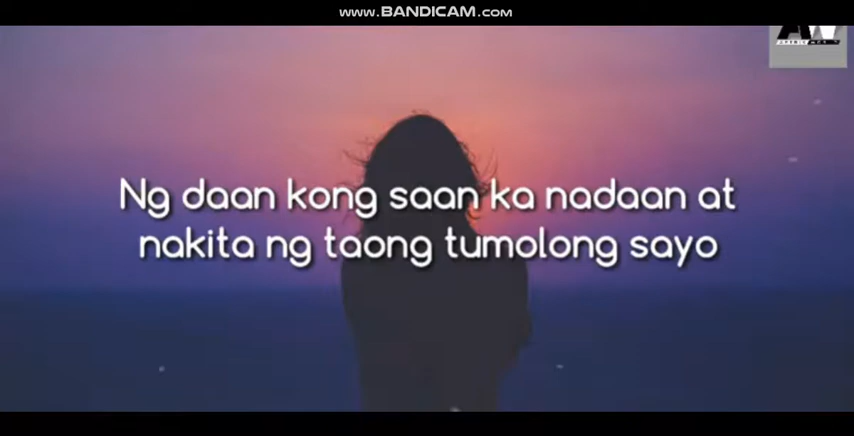 www.BANDICAM.com
Ng daan kong saan ka nadaan at
nakita ng taong tumolong sayo